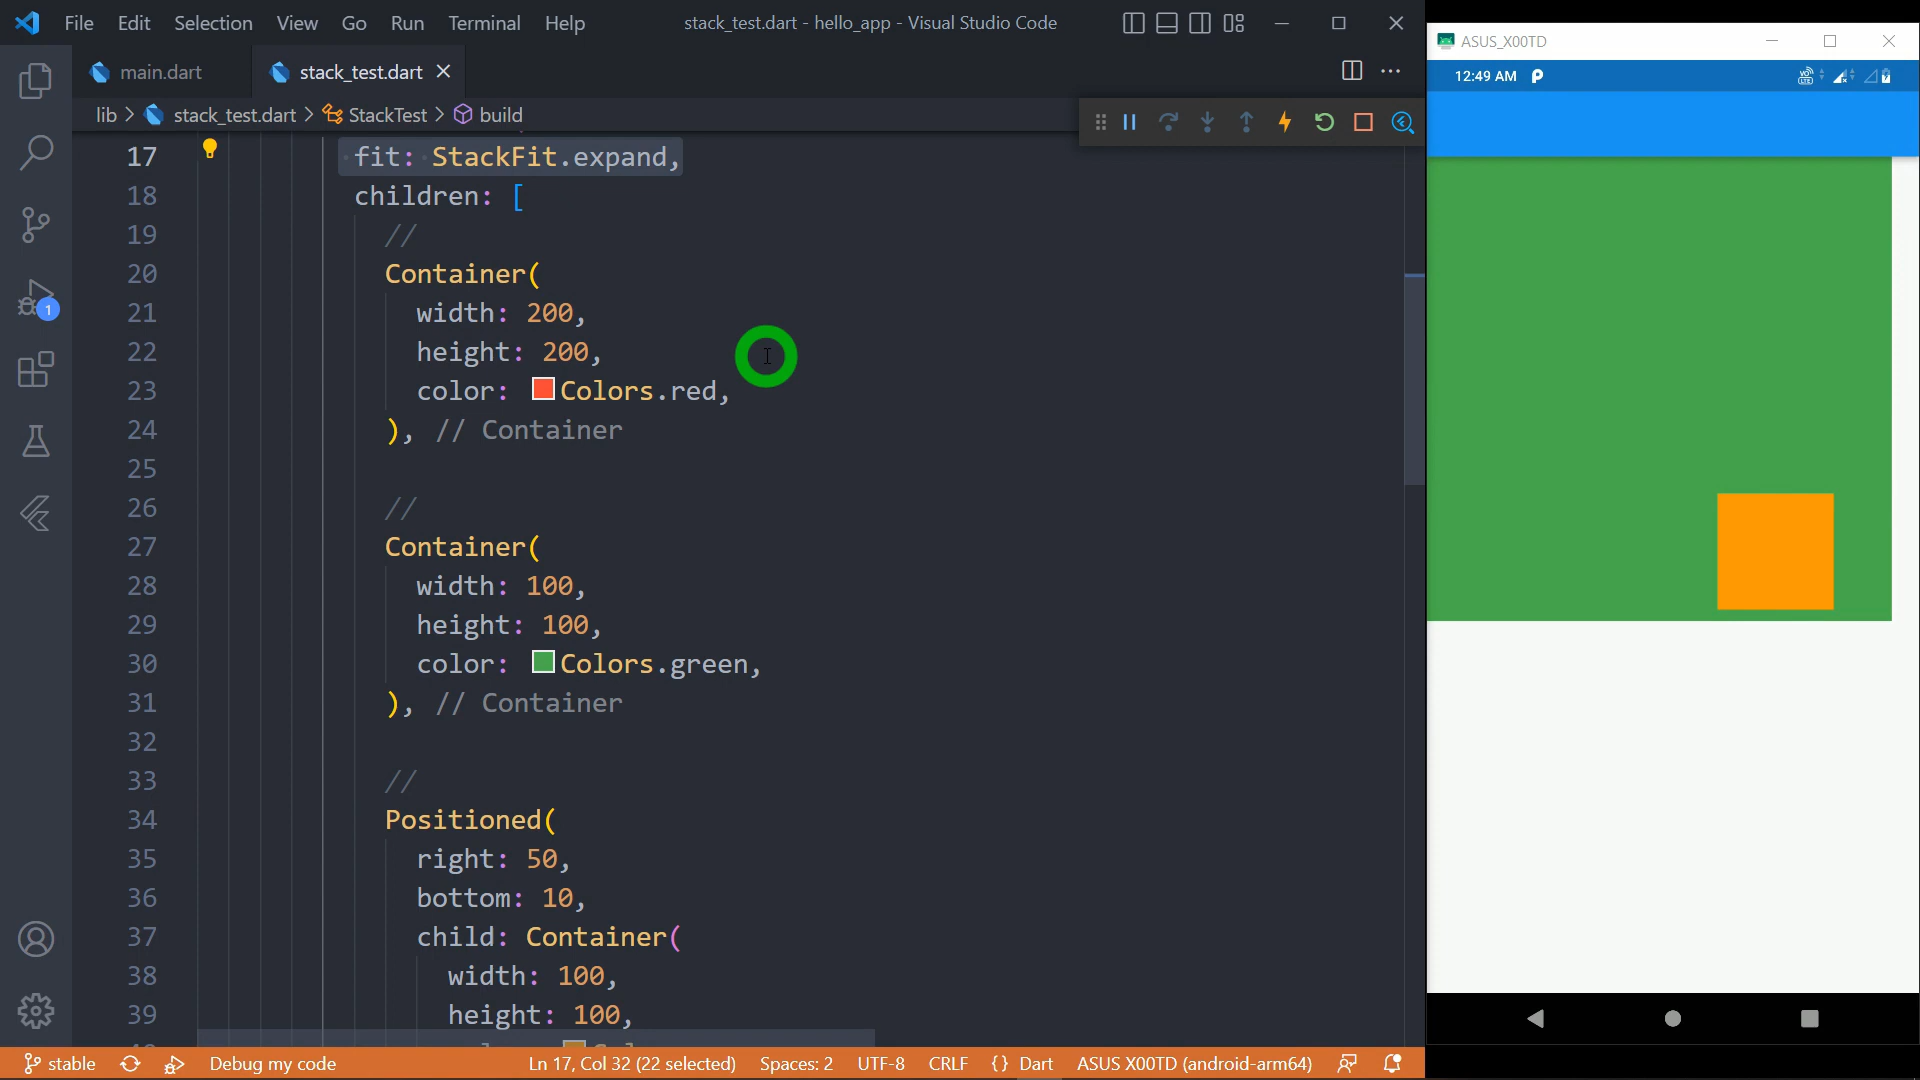 File Edit Selection View Go Run Terminal Help
stack_test.dart - hello_app - Visual Studio Code
main.dart
stack_test.dart
lib > stack_test.dart > StackTest > build
17 fit: StackFit.expand,
18 children: [
19 //
20 Container(
21 width: 200,
22 height: 200,
23 color: Colors.red,
24 ), // Container
25
26 //
27 Container(
28 width: 100,
29 height: 100,
30 color: Colors.green,
31 ), // Container
32
33 //
34 Positioned(
35 right: 50,
36 bottom: 10,
37 child: Container(
38 width: 100,
39 height: 100,
1
stable
Debug my code
Ln 17, Col 32 (22 selected)
Spaces: 2
UTF-8
CRLF
{} Dart
ASUS X00TD (android-arm64)
ASUS_X00TD
12:49 AM